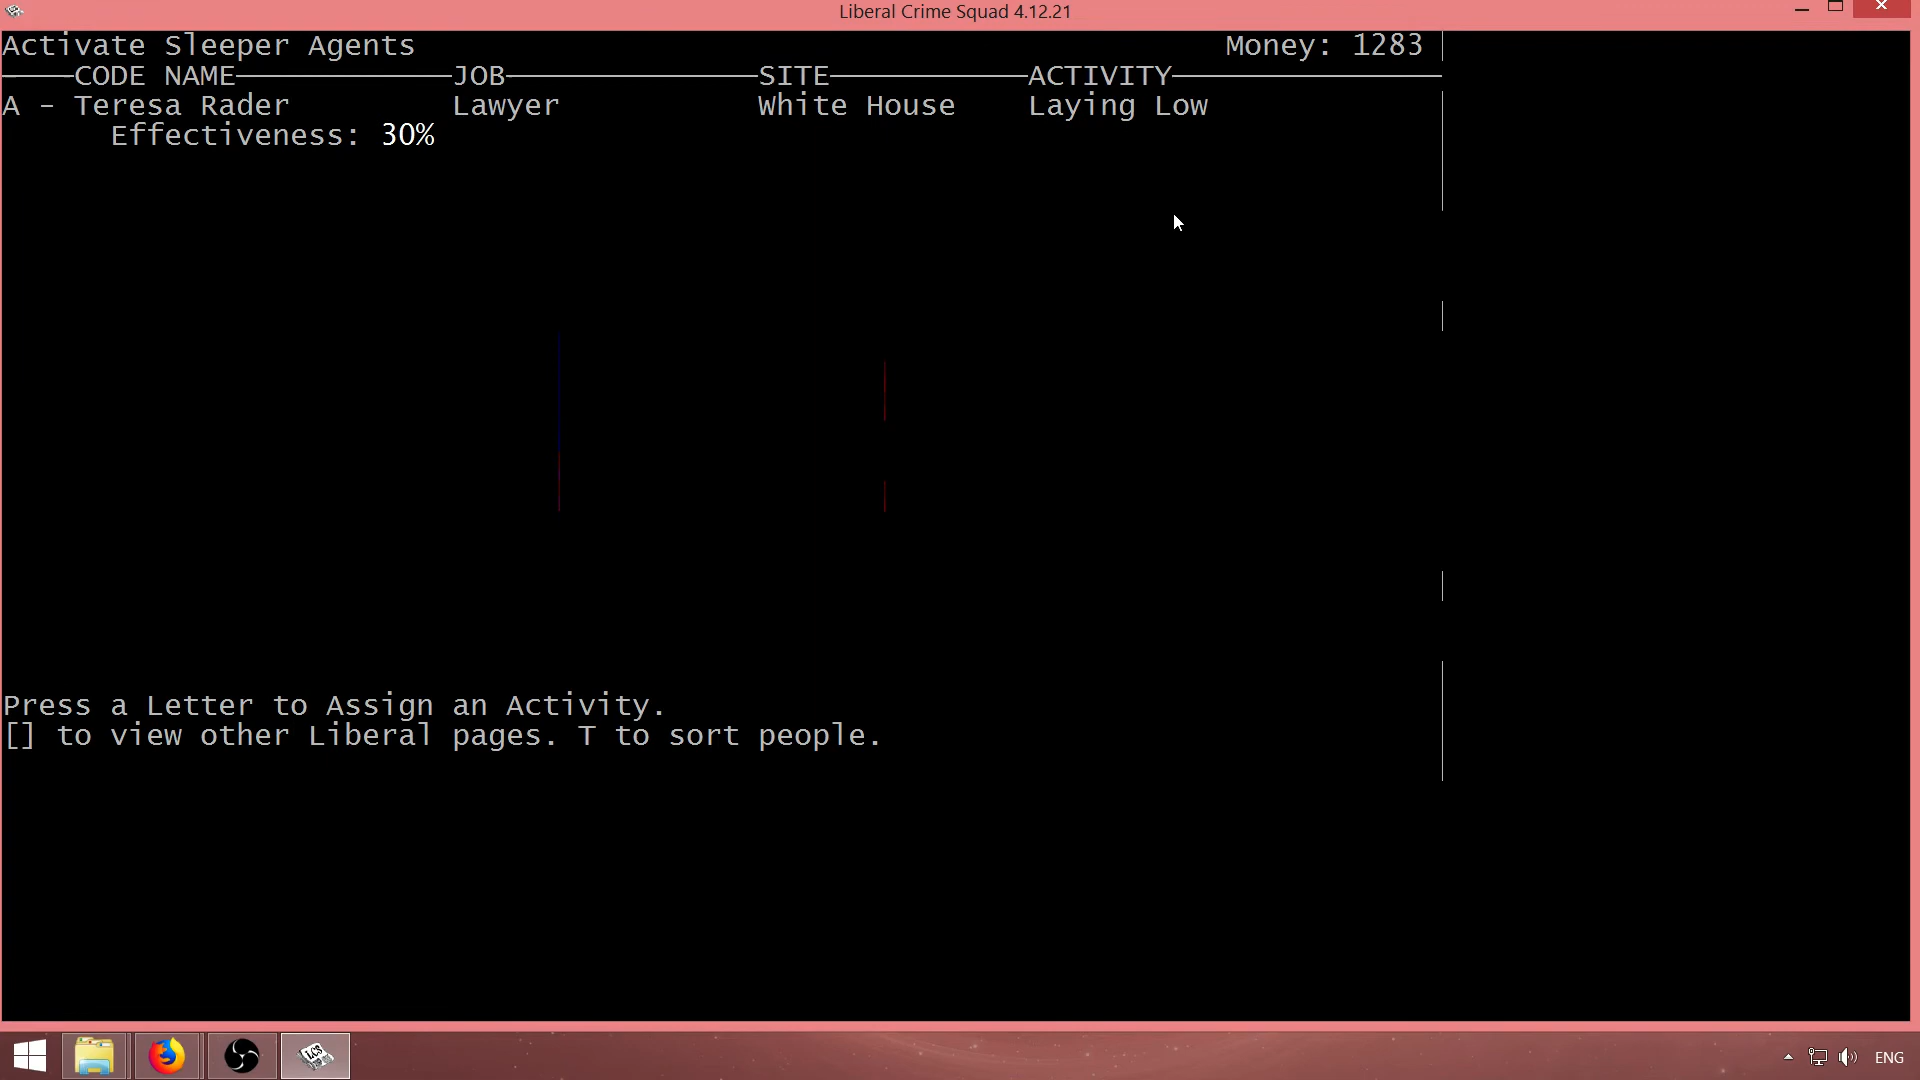 Liberal Crime Squad 4.12.21
Activate Sleeper Agents Money: 1283
CODE NAME JOB SITE ACTIVITY
A - Teresa Rader Lawyer White House Laying Low
Effectiveness: 30%
Press a Letter to Assign an Activity.
[] to view other Liberal pages. T to sort people.
LCS
ENG